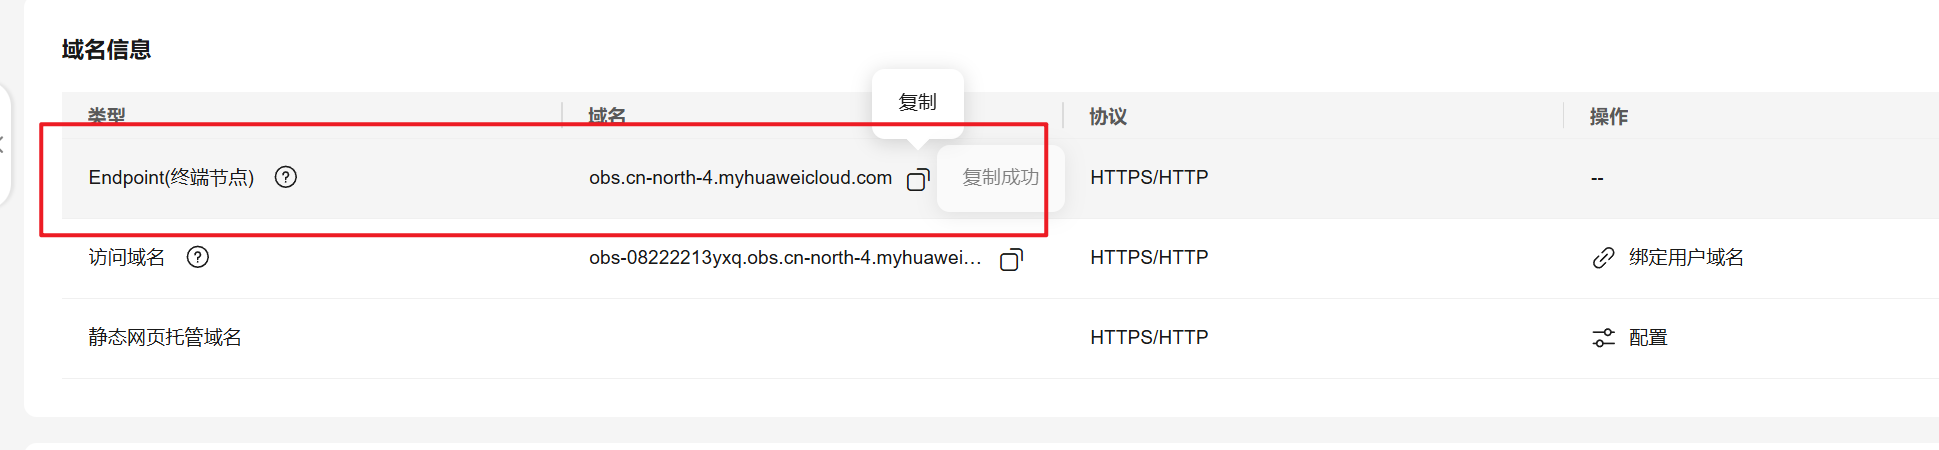 域名信息
类型 域名 复制 协议 操作
Endpoint(终端节点) obs.cn-north-4.myhuaweicloud.com 复制成功 HTTPS/HTTP --
访问域名 obs-08222213yxq.obs.cn-north-4.myhuawei... HTTPS/HTTP 绑定用户域名
静态网页托管域名 HTTPS/HTTP 配置